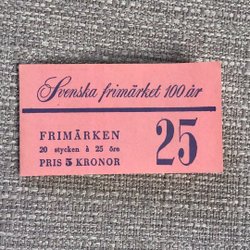 Svenska frimärket 100 år
FRIMÄRKEN
20 stycken à 25 öre
PRIS 5 KRONOR
25